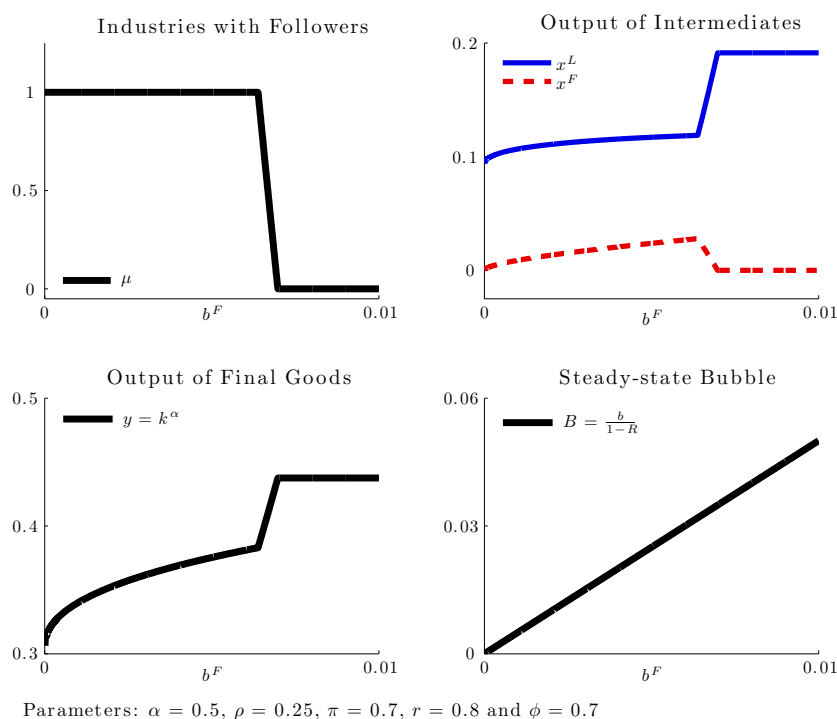 Industries with Followers
1
0.5
0
μ
0
b^F
0.01
Output of Intermediates
0.2
0.1
0
x^L
x^F
0
b^F
0.01
Output of Final Goods
0.5
0.4
0.3
y = k^α
0
b^F
0.01
Steady-state Bubble
0.06
0.03
0
B = b/(1−R)
0
b^F
0.01
Parameters: α = 0.5, ρ = 0.25, π = 0.7, r = 0.8 and ϕ = 0.7